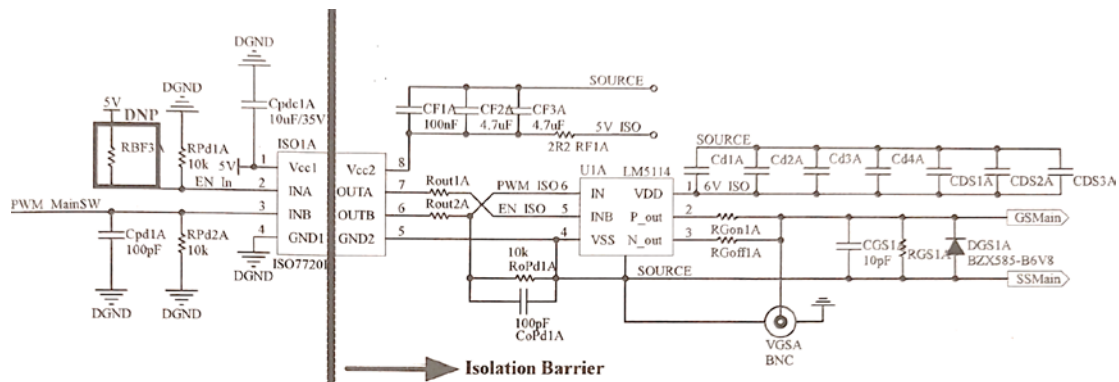 DGND
5V
DNP
RBF3A
DGND
RPd1A
10k
EN_In
Cpdc1A
10uF/35V
5V
ISO1A
1
Vcc1
2
INA
3
INB
4
GND1
PWM_MainSW
Cpd1A
100pF
RPd2A
10k
DGND
DGND
DGND
Vcc2
8
OUTA
7
OUTB
6
GND2
5
CF1A
100nF
CF2A
4.7uF
CF3A
4.7uF
SOURCE
5V_ISO
2R2 RF1A
Rout1A
Rout2A
PWM_ISO 6
EN_ISO 5
4
U1A LM5114
IN
INB
VSS
VDD
P_out
N_out
1
6V_ISO
2
3
10k
RoPd1A
100pF
CoPd1A
SOURCE
SOURCE
Cd1A
Cd2A
Cd3A
Cd4A
CDS1A
CDS2A
CDS3A
RGon1A
RGoff1A
CGS1A
10pF
RGS1A
DGS1A
BZX585-B6V8
GSMain
SSMain
VGSA
BNC
Isolation Barrier